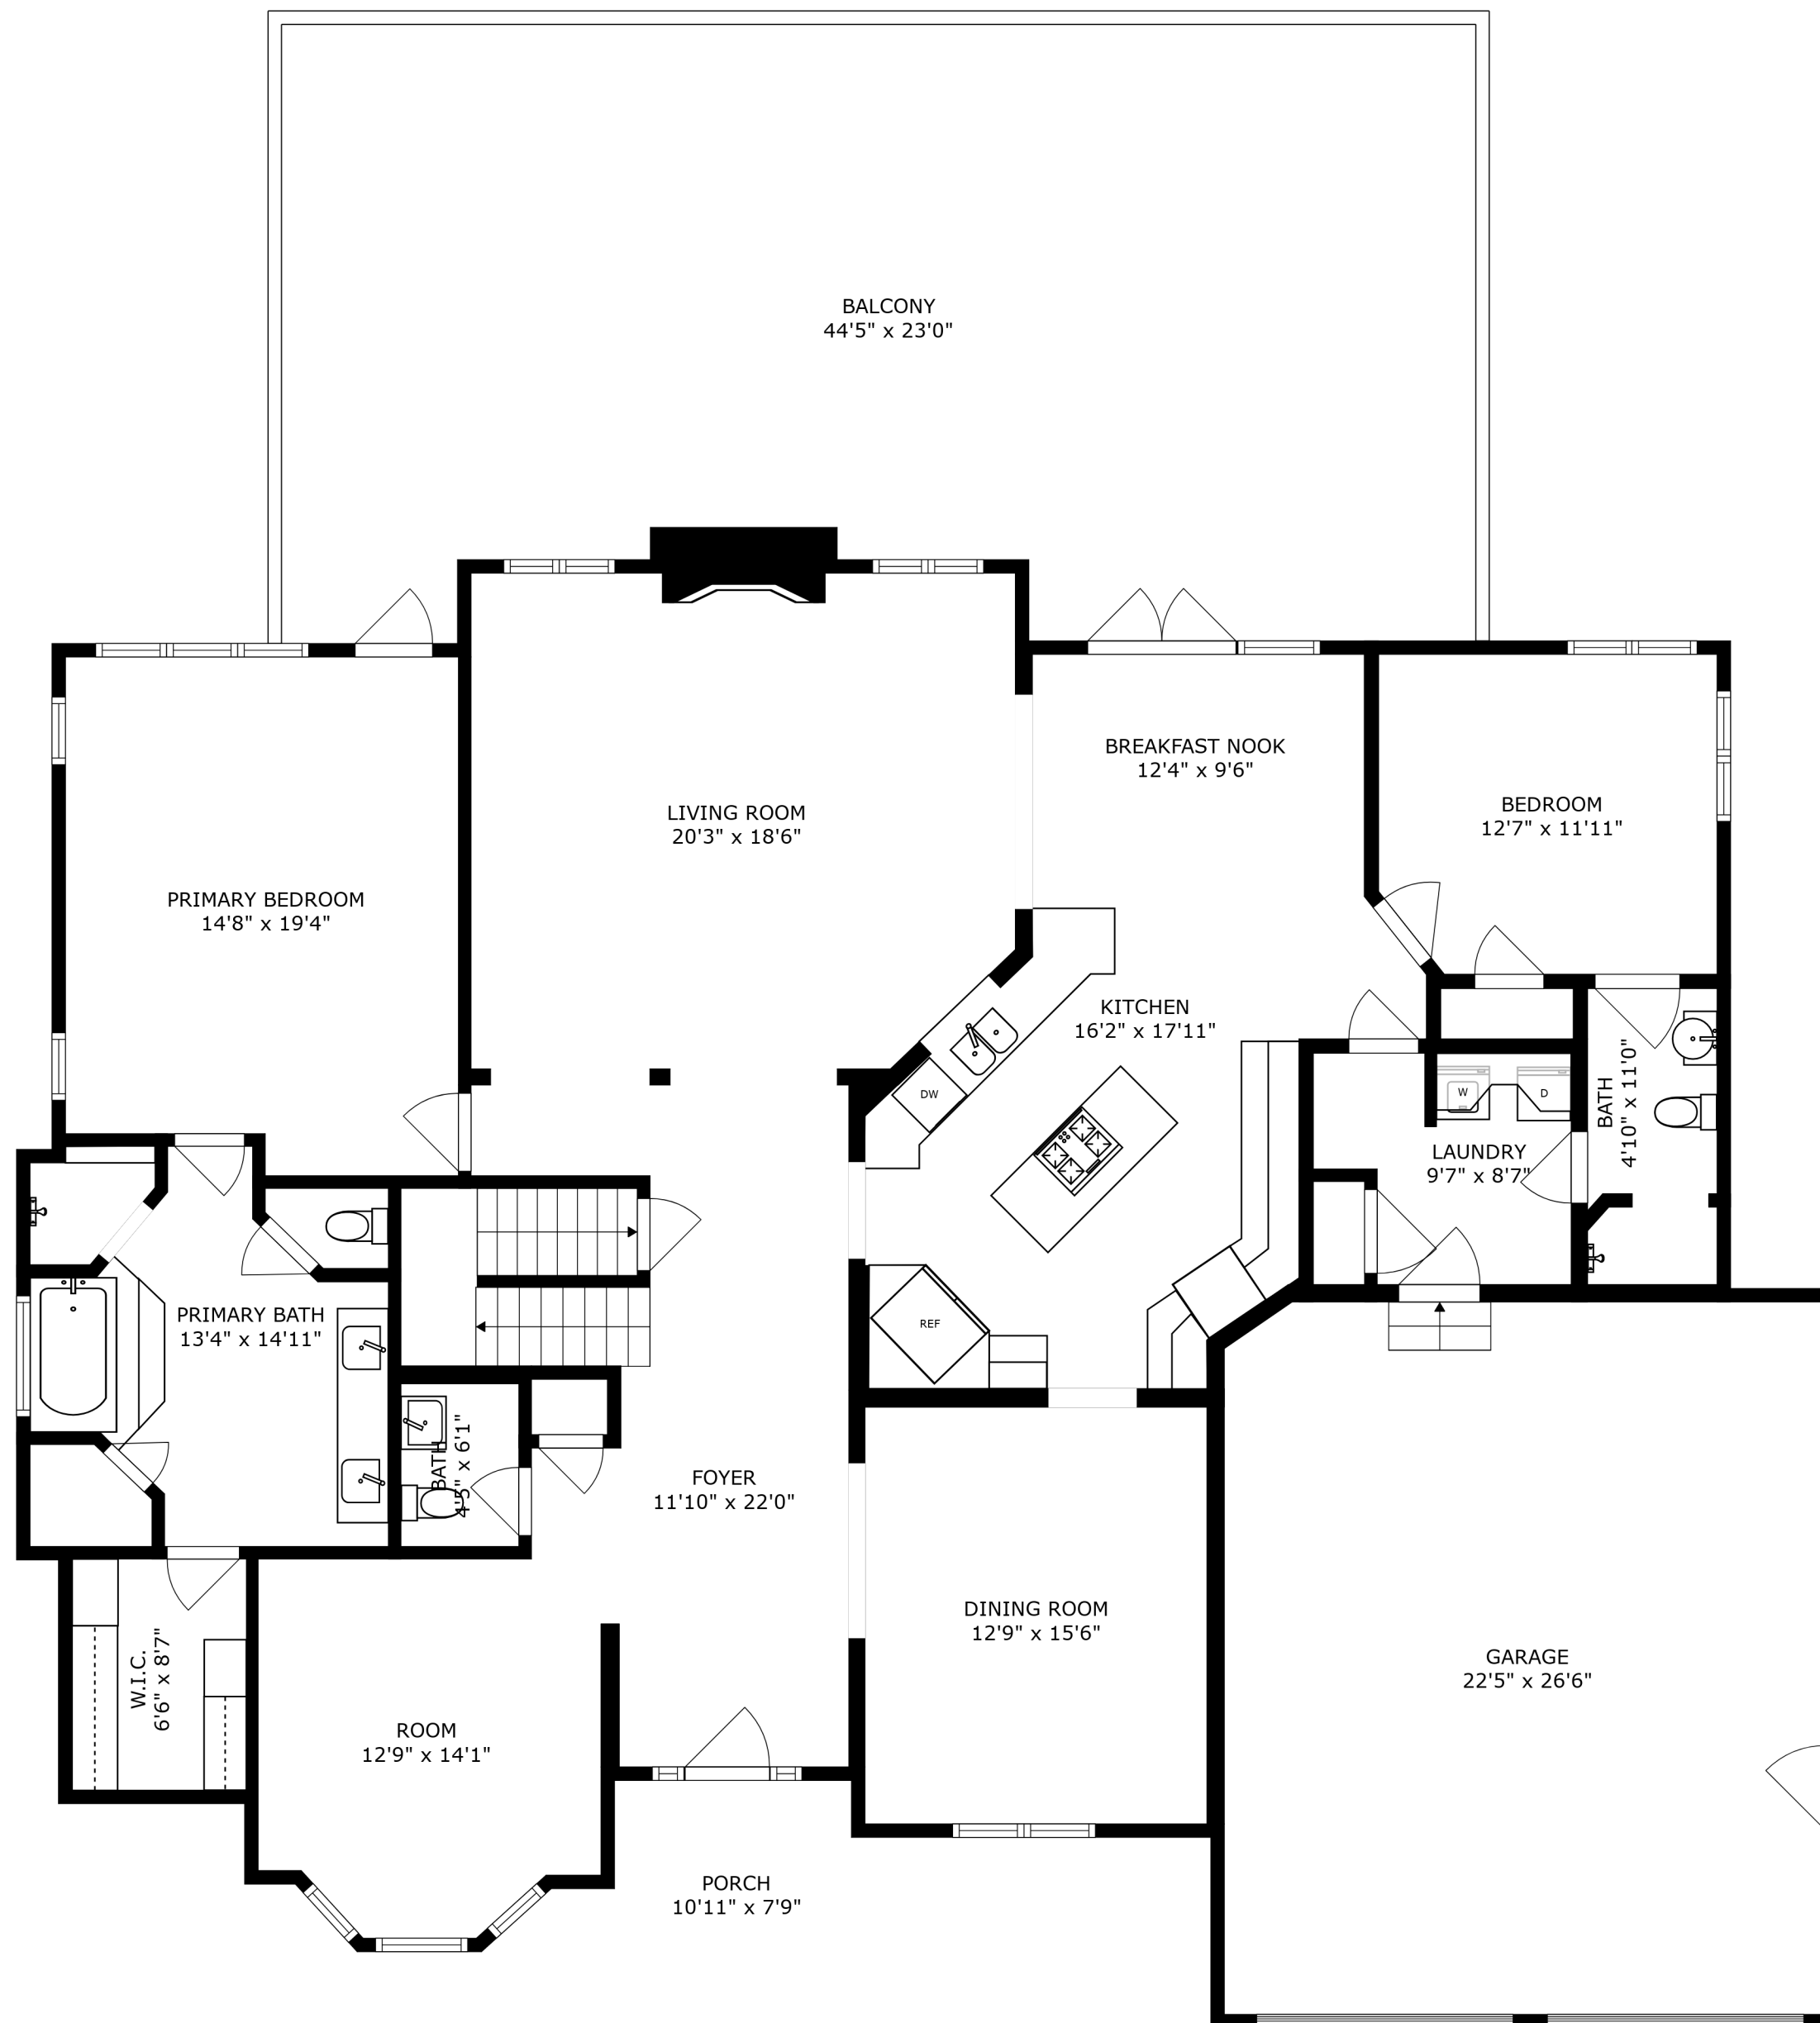 BALCONY
44'5" x 23'0"
BREAKFAST NOOK
12'4" x 9'6"
LIVING ROOM
20'3" x 18'6"
BEDROOM
12'7" x 11'11"
PRIMARY BEDROOM
14'8" x 19'4"
KITCHEN
16'2" x 17'11"
DW
W
D
BATH
4'10" x 11'0"
LAUNDRY
9'7" x 8'7"
PRIMARY BATH
13'4" x 14'11"
REF
BATH
4'5" x 6'1"
FOYER
11'10" x 22'0"
DINING ROOM
12'9" x 15'6"
W.I.C.
6'6" x 8'7"
GARAGE
22'5" x 26'6"
ROOM
12'9" x 14'1"
PORCH
10'11" x 7'9"